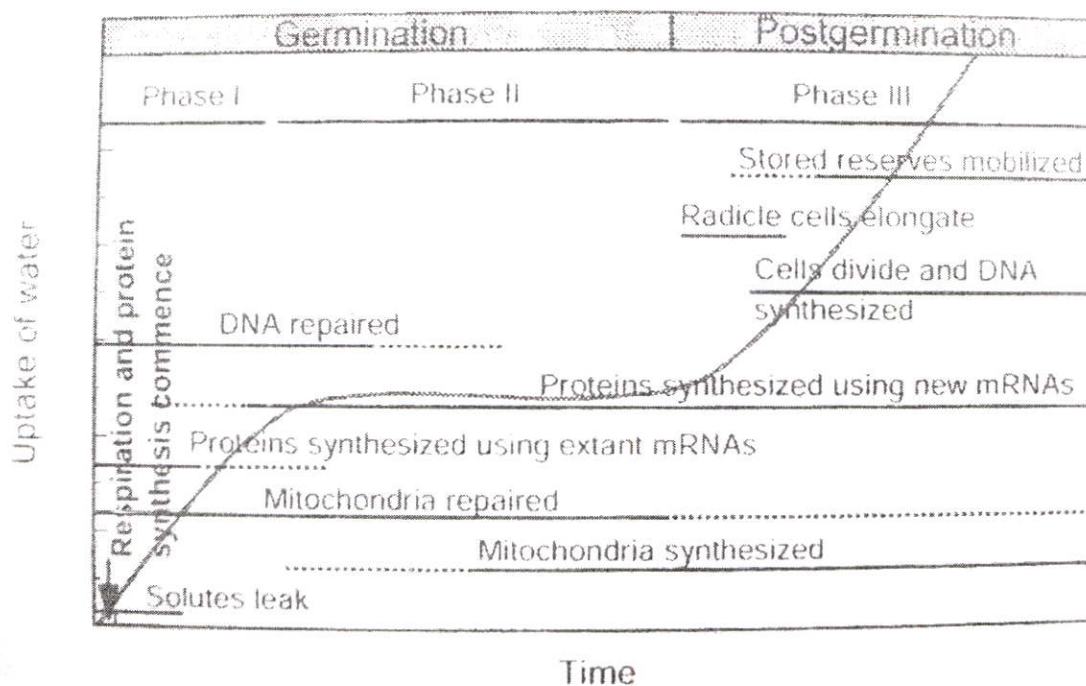 Germination
Postgermination
Phase I
Phase II
Phase III
Stored reserves mobilized
Radicle cells elongate
Cells divide and DNA
synthesized
DNA repaired
Proteins synthesized using new mRNAs
Proteins synthesized using extant mRNAs
Mitochondria repaired
Mitochondria synthesized
Solutes leak
Respiration and protein
synthesis commence
Uptake of water
Time